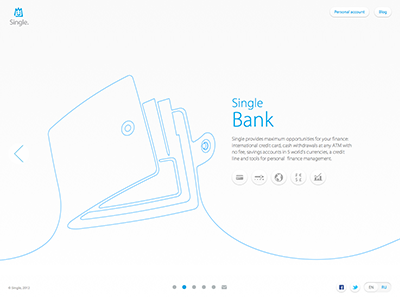 Single.
Personal account
Blog
Single
Bank
Single provides maximum opportunities for your finance
international credit card, cash withdrawals at any ATM with
no fee, savings accounts in 5 world's currencies, a credit
line and tools for personal finance management.
© Single, 2012
EN
RU